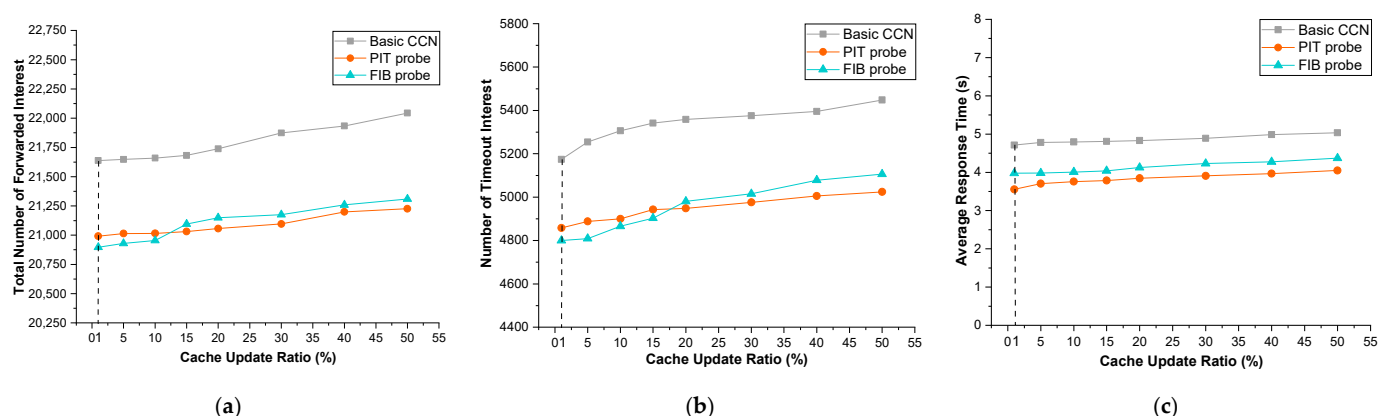 22,750
22,500
22,250
22,000
21,750
21,500
21,250
21,000
20,750
20,500
20,250
Total Number of Forwarded Interest
01 5 10 15 20 25 30 35 40 45 50 55
Cache Update Ratio (%)
Basic CCN
PIT probe
FIB probe
(a)
5800
5600
5400
5200
5000
4800
4600
4400
Number of Timeout Interest
01 5 10 15 20 25 30 35 40 45 50 55
Cache Update Ratio (%)
Basic CCN
PIT probe
FIB probe
(b)
8
7
6
5
4
3
2
1
0
Average Response Time (s)
01 5 10 15 20 25 30 35 40 45 50 55
Cache Update Ratio (%)
Basic CCN
PIT probe
FIB probe
(c)